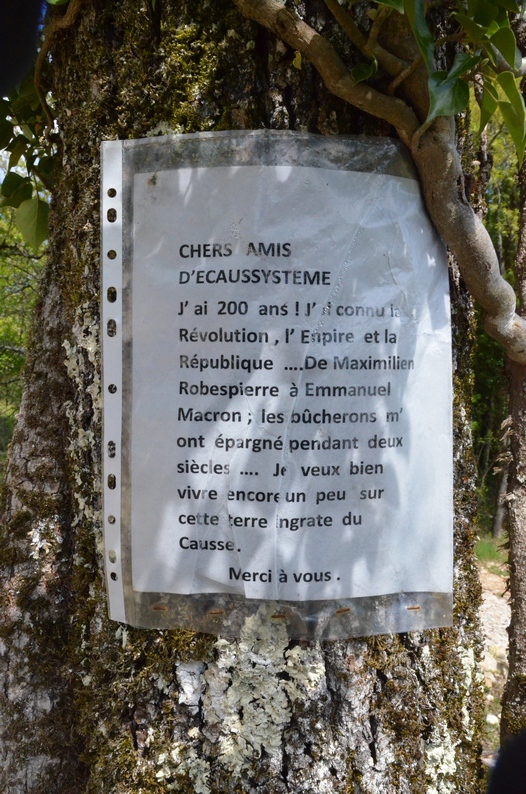 CHERS AMIS
D'ECAUSSYSTEME
J' ai 200 ans ! J' ai connu la
Révolution , l' Enpire et la
République ....De Maximilien
Robespierre à Emmanuel
Macron ; les bûcherons m'
ont épargné pendant deux
siècles .... Je veux bien
vivre encore un peu sur
cette terre ingrate du
Causse.
Merci à vous .